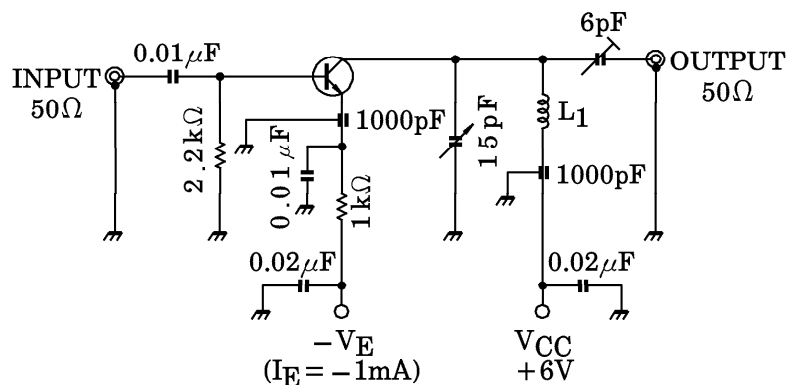 6pF
0.01μF
INPUT
50Ω
OUTPUT
50Ω
1000pF
L1
15pF
2.2kΩ
0.01μF
1kΩ
1000pF
0.02μF
0.02μF
−VE
(IE = −1mA)
VCC
+6V